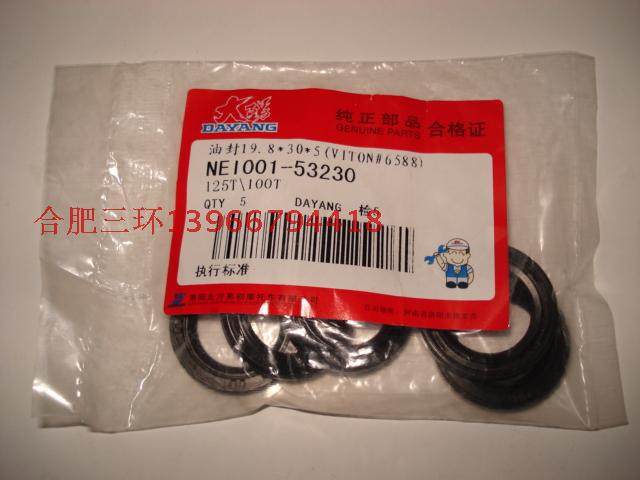 大阳
DAYANG
纯正部品
GENUINE PARTS
合格证
油封19.8*30*5(VITON#6588)
NE1001-53230
125T\100T
QTY 5 DAYANG 检5
合肥三环13966794418
执行标准